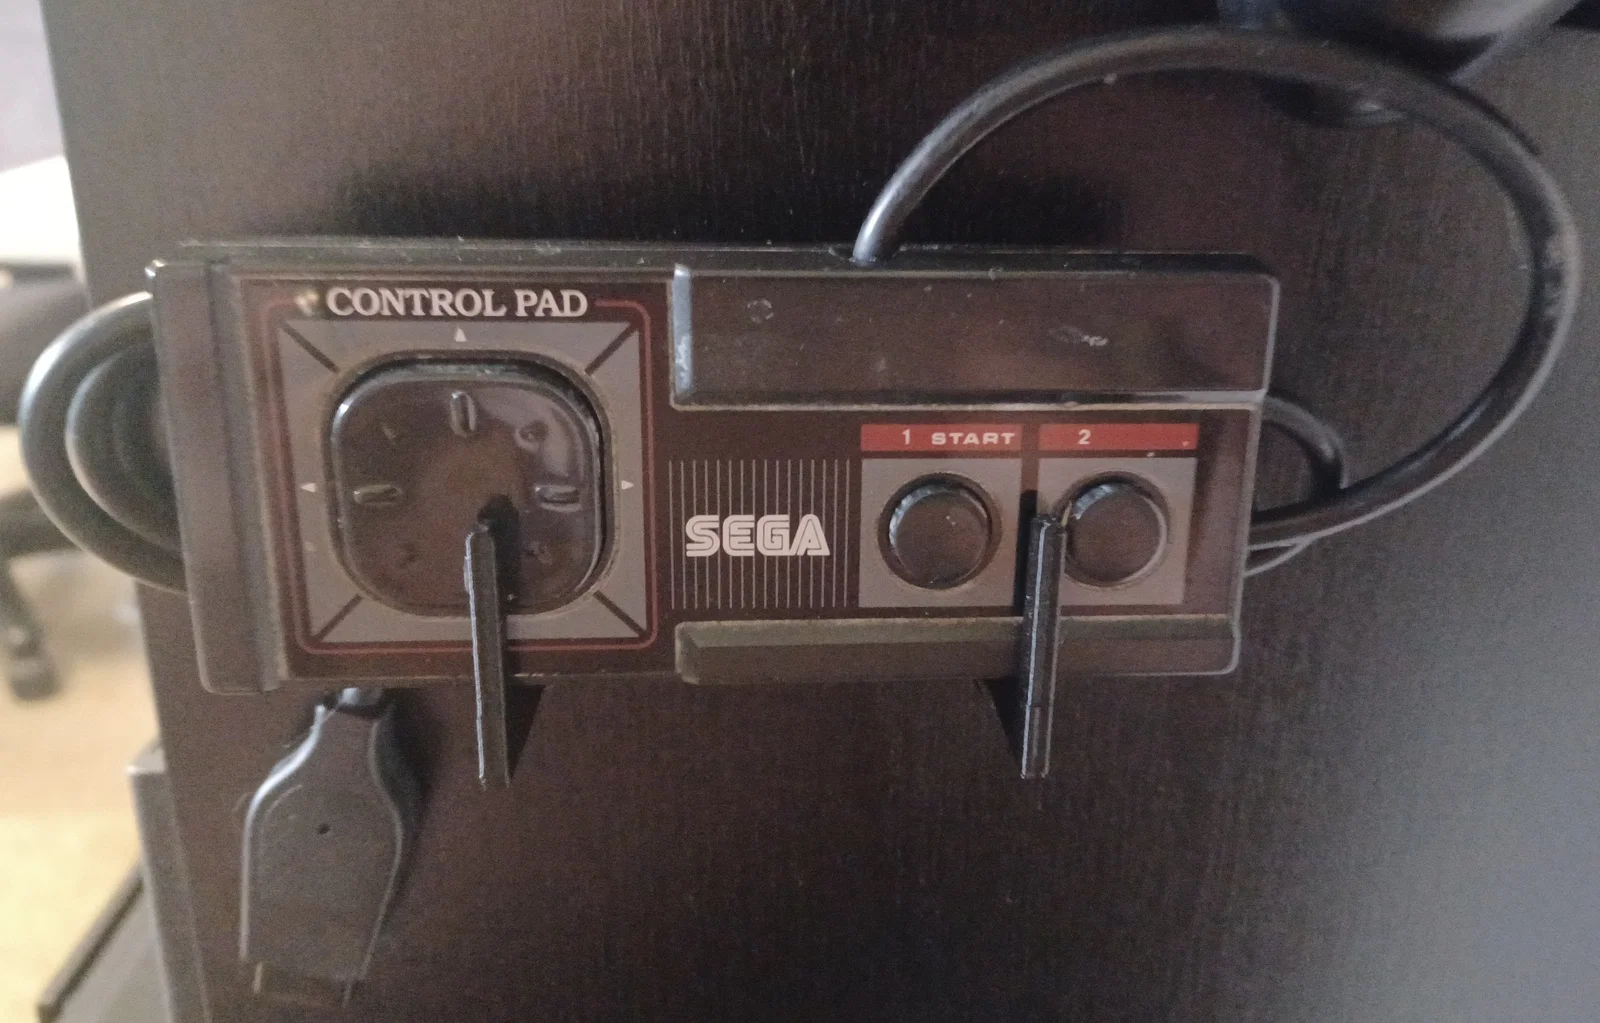 CONTROL PAD
1 START 2
SEGA